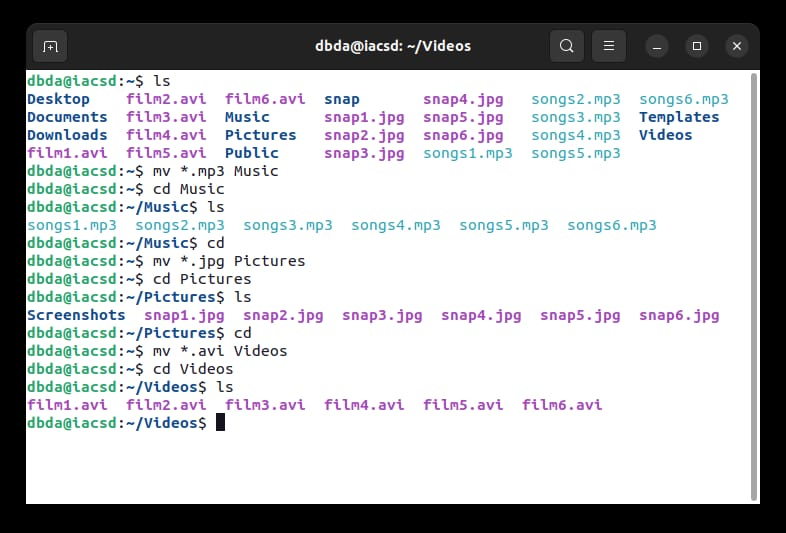 dbda@iacsd: ~/Videos
dbda@iacsd:~$ ls
Desktop    film2.avi  film6.avi  snap       snap4.jpg   songs2.mp3  songs6.mp3
Documents  film3.avi  Music      snap1.jpg  snap5.jpg   songs3.mp3  Templates
Downloads  film4.avi  Pictures   snap2.jpg  snap6.jpg   songs4.mp3  Videos
film1.avi  film5.avi  Public     snap3.jpg  songs1.mp3  songs5.mp3
dbda@iacsd:~$ mv *.mp3 Music
dbda@iacsd:~$ cd Music
dbda@iacsd:~/Music$ ls
songs1.mp3  songs2.mp3  songs3.mp3  songs4.mp3  songs5.mp3  songs6.mp3
dbda@iacsd:~/Music$ cd
dbda@iacsd:~$ mv *.jpg Pictures
dbda@iacsd:~$ cd Pictures
dbda@iacsd:~/Pictures$ ls
Screenshots  snap1.jpg  snap2.jpg  snap3.jpg  snap4.jpg  snap5.jpg  snap6.jpg
dbda@iacsd:~/Pictures$ cd
dbda@iacsd:~$ mv *.avi Videos
dbda@iacsd:~$ cd Videos
dbda@iacsd:~/Videos$ ls
film1.avi  film2.avi  film3.avi  film4.avi  film5.avi  film6.avi
dbda@iacsd:~/Videos$